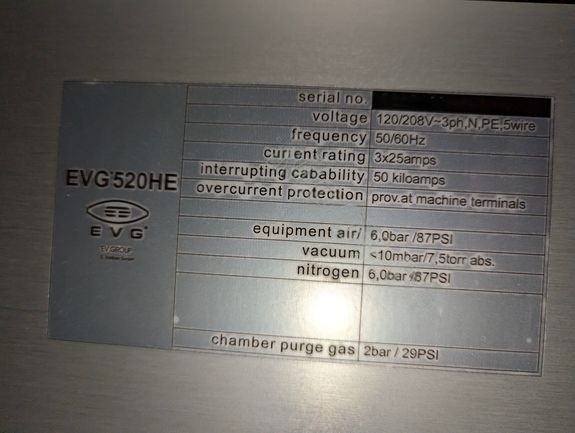 serial no.
voltage 120/208V~3ph,N,PE,5wire
frequency 50/60Hz
current rating 3x25amps
interrupting cabability 50 kiloamps
overcurrent protection prov.at machine terminals
EVG®520HE
EVG®
EV GROUP
equipment air/ 6,0bar /87PSI
vacuum <10mbar/7,5torr abs.
nitrogen 6,0bar /87PSI
chamber purge gas 2bar / 29PSI